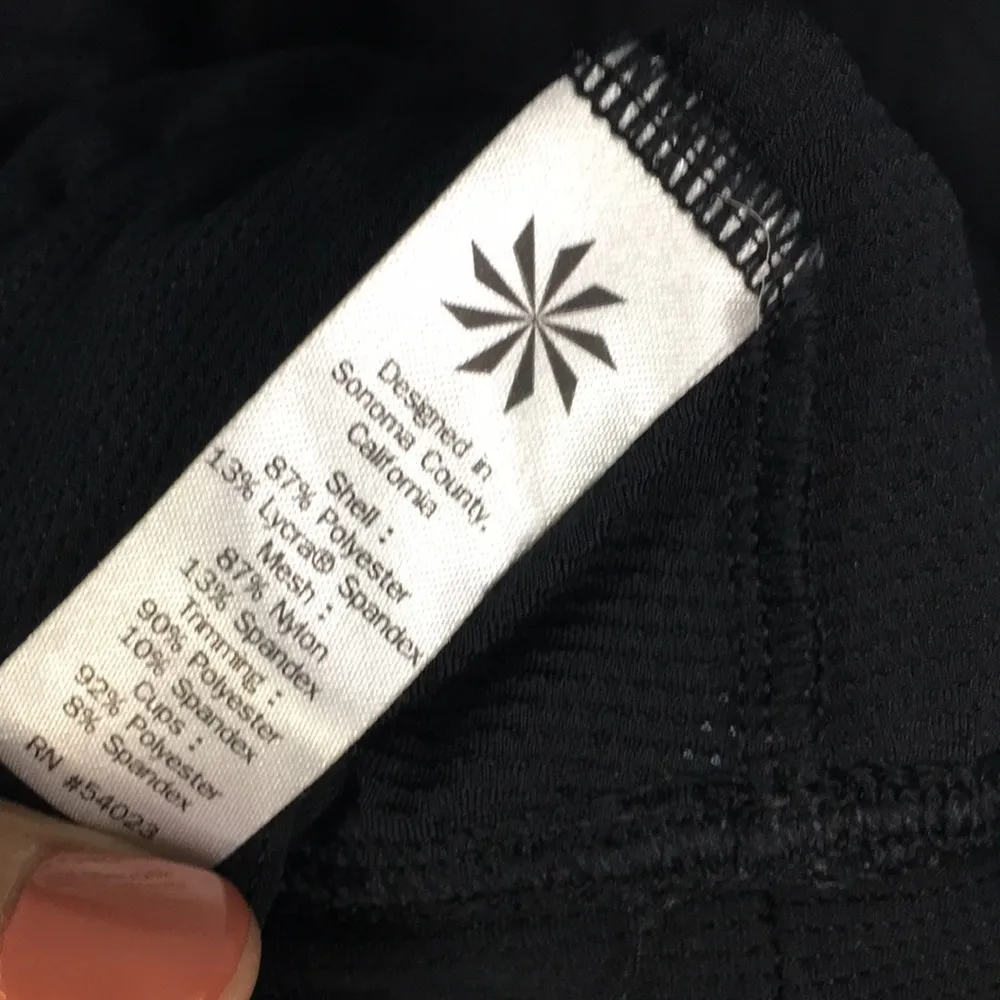 Designed in
Sonoma County,
California
Shell :
87% Polyester
13% Lycra® Spandex
Mesh :
87% Nylon
13% Spandex
Trimming :
90% Polyester
10% Spandex
Cups :
92% Polyester
8% Spandex
RN #54023